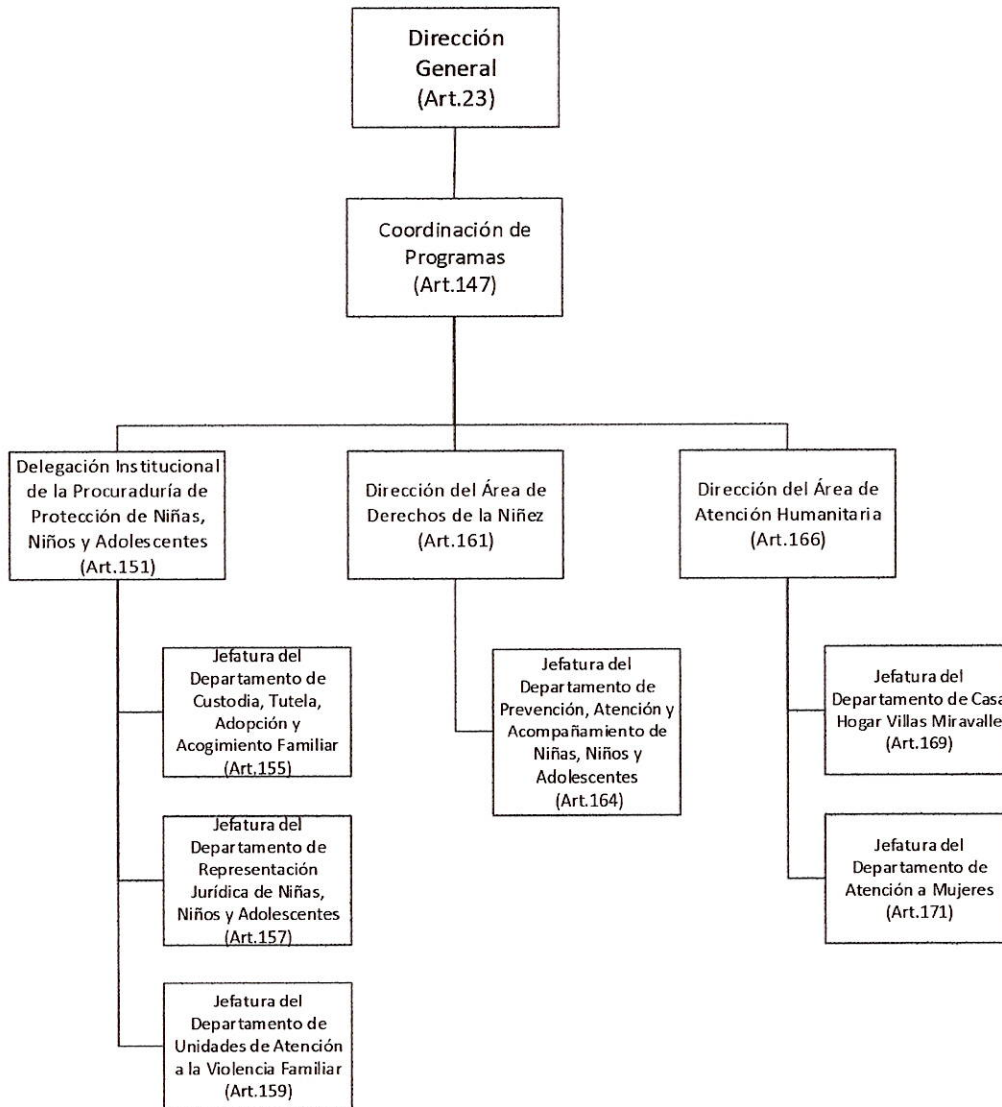 Dirección
General
(Art.23)
Coordinación de
Programas
(Art.147)
Delegación Institucional
de la Procuraduría de
Protección de Niñas,
Niños y Adolescentes
(Art.151)
Jefatura del
Departamento de
Custodia, Tutela,
Adopción y
Acogimiento Familiar
(Art.155)
Jefatura del
Departamento de
Representación
Jurídica de Niñas,
Niños y Adolescentes
(Art.157)
Jefatura del
Departamento de
Unidades de Atención
a la Violencia Familiar
(Art.159)
Dirección del Área de
Derechos de la Niñez
(Art.161)
Jefatura del
Departamento de
Prevención, Atención y
Acompañamiento de
Niñas, Niños y
Adolescentes
(Art.164)
Dirección del Área de
Atención Humanitaria
(Art.166)
Jefatura del
Departamento de Casa
Hogar Villas Miravalle
(Art.169)
Jefatura del
Departamento de
Atención a Mujeres
(Art.171)